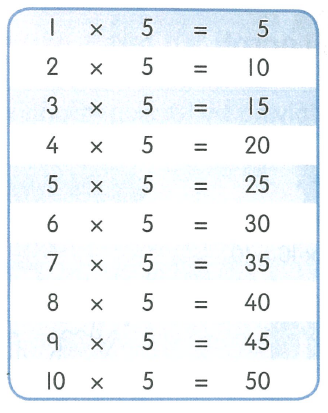 1 × 5 = 5
2 × 5 = 10
3 × 5 = 15
4 × 5 = 20
5 × 5 = 25
6 × 5 = 30
7 × 5 = 35
8 × 5 = 40
9 × 5 = 45
10 × 5 = 50